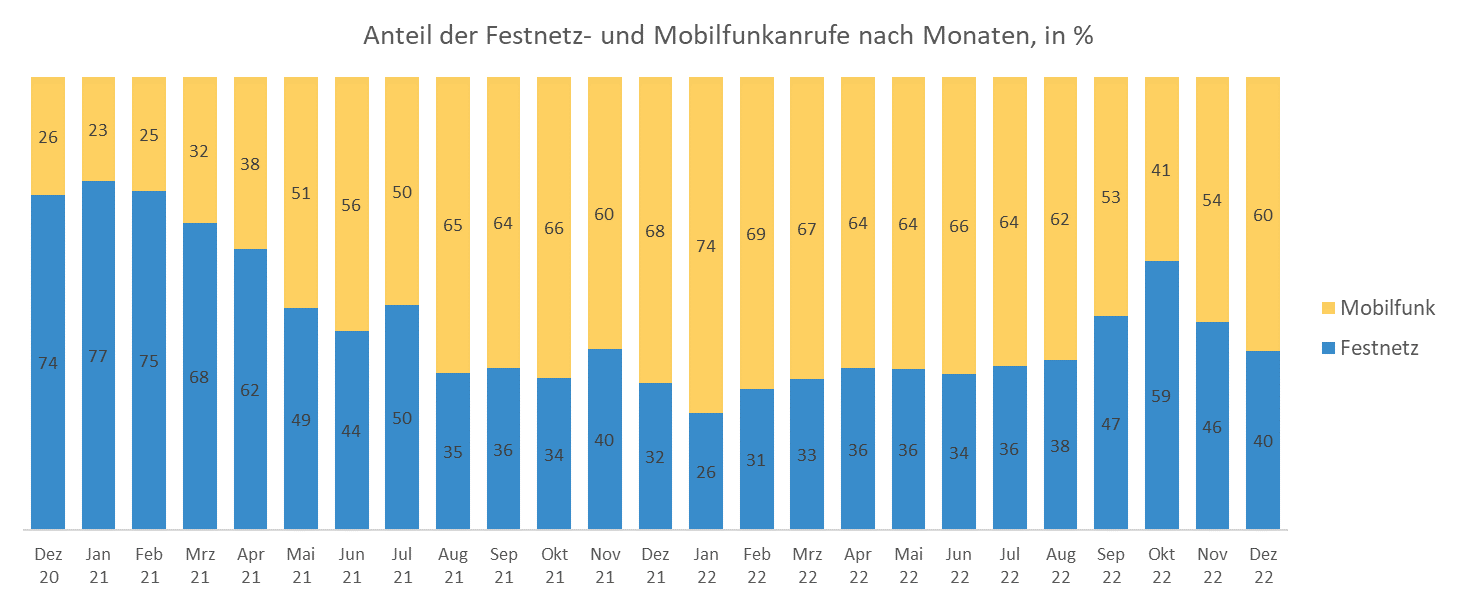 Anteil der Festnetz- und Mobilfunkanrufe nach Monaten, in %
26 23 25 32 38 51 56 50 65 64 66 60 68 74 69 67 64 64 66 64 62 53 41 54 60
74 77 75 68 62 49 44 50 35 36 34 40 32 26 31 33 36 36 34 36 38 47 59 46 40
Mobilfunk
Festnetz
Dez Jan Feb Mrz Apr Mai Jun Jul Aug Sep Okt Nov Dez Jan Feb Mrz Apr Mai Jun Jul Aug Sep Okt Nov Dez
20 21 21 21 21 21 21 21 21 21 21 21 21 22 22 22 22 22 22 22 22 22 22 22 22